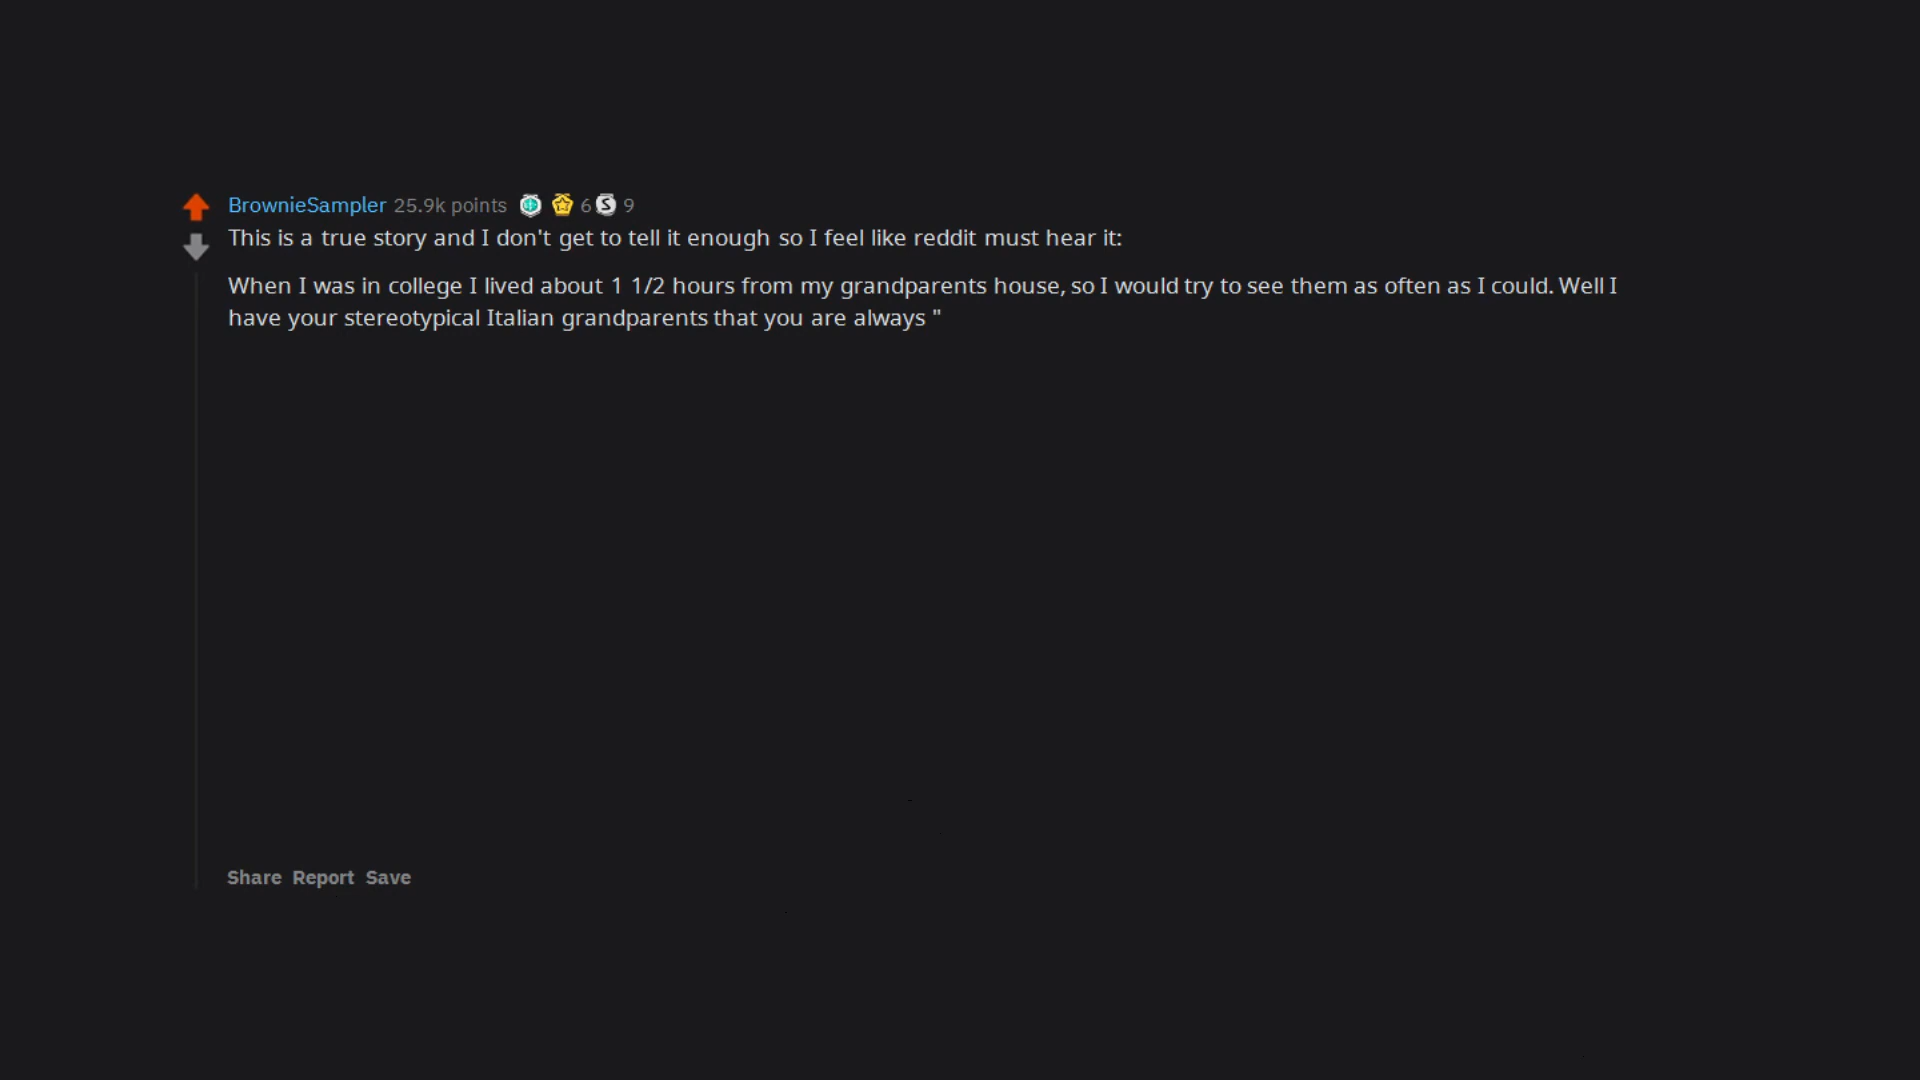 BrownieSampler 25.9k points 6 S 9
This is a true story and I don't get to tell it enough so I feel like reddit must hear it:
When I was in college I lived about 1 1/2 hours from my grandparents house, so I would try to see them as often as I could. Well I
have your stereotypical Italian grandparents that you are always "
Share Report Save